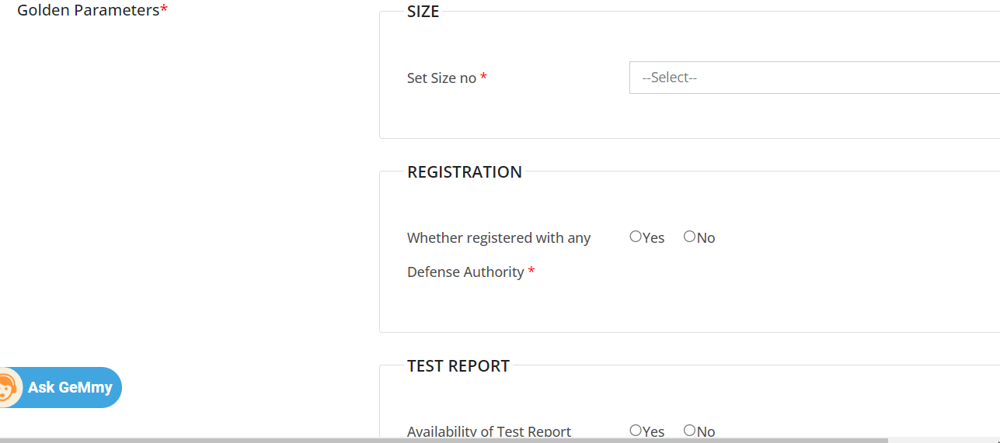 Golden Parameters*
SIZE
Set Size no *
--Select--
REGISTRATION
Whether registered with any
Defense Authority *
Yes
No
TEST REPORT
Availability of Test Report
Yes
No
Ask GeMmy